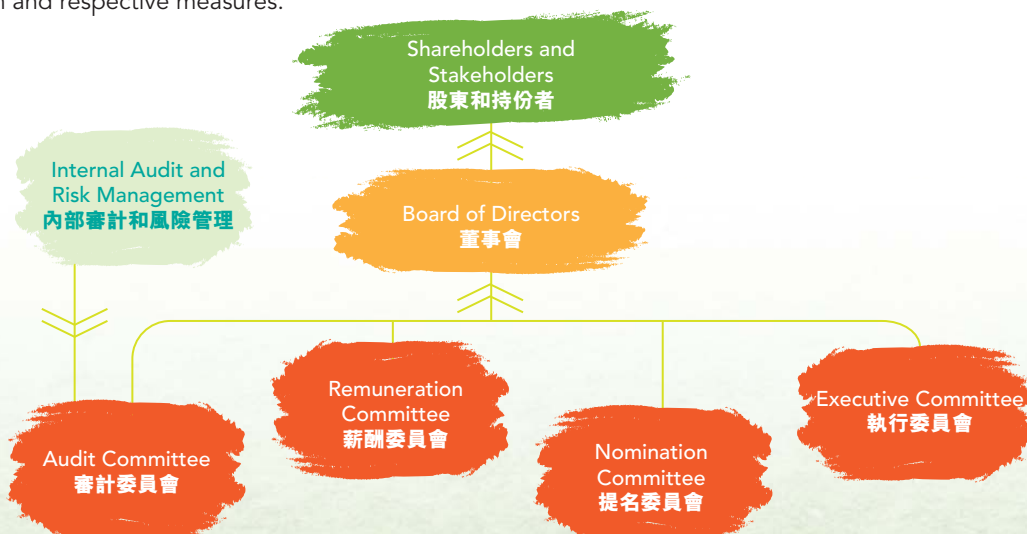 and respective measures.
Shareholders and
Stakeholders
股東和持份者
Internal Audit and
Risk Management
內部審計和風險管理
Board of Directors
董事會
Remuneration
Committee
薪酬委員會
Executive Committee
執行委員會
Audit Committee
審計委員會
Nomination
Committee
提名委員會